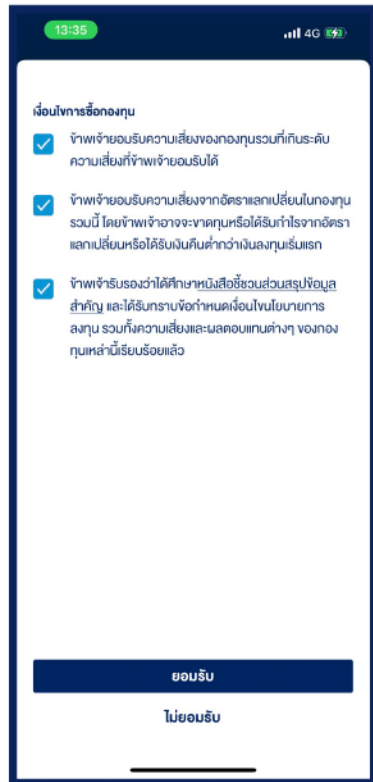 13:35
4G
เงื่อนไขการซื้อกองทุน
ข้าพเจ้ายอมรับความเสี่ยงของกองทุนรวมที่เกินระดับ
ความเสี่ยงที่ข้าพเจ้ายอมรับได้
ข้าพเจ้ายอมรับความเสี่ยงจากอัตราแลกเปลี่ยนในกองทุน
รวมนี้ โดยข้าพเจ้าอาจจะขาดทุนหรือได้รับกำไรจากอัตรา
แลกเปลี่ยนหรือได้รับเงินคืนต่ำกว่าเงินลงทุนเริ่มแรก
ข้าพเจ้ารับรองว่าได้ศึกษาหนังสือชี้ชวนส่วนสรุปข้อมูล
สำคัญ และได้รับทราบข้อกำหนดเงื่อนไขนโยบายการ
ลงทุน รวมทั้งความเสี่ยงและผลตอบแทนต่างๆ ของกอง
ทุนเหล่านี้เรียบร้อยแล้ว
ยอมรับ
ไม่ยอมรับ